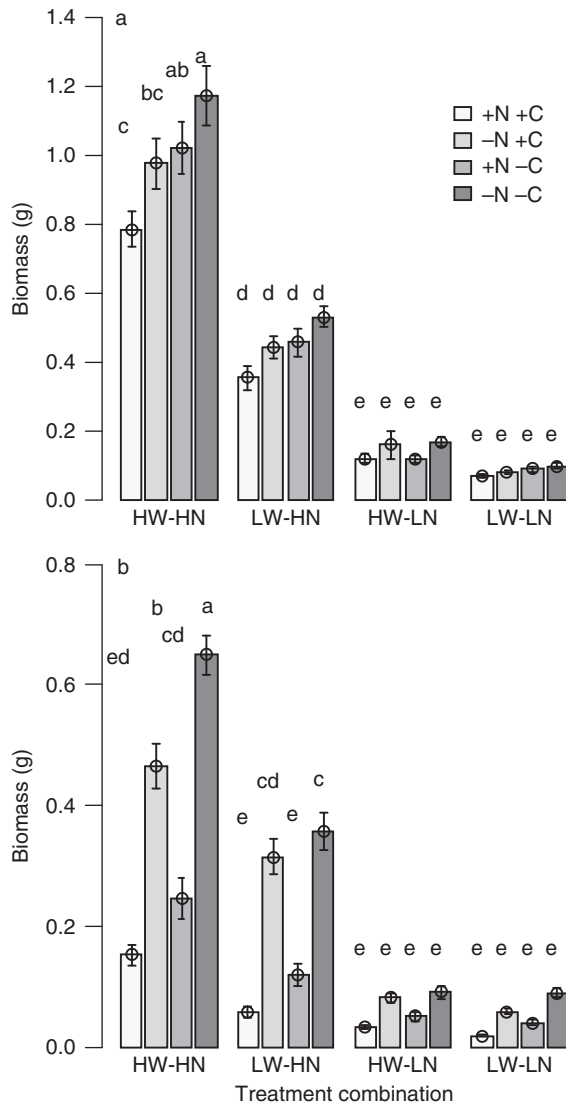 1.4
a
1.2
1.0
0.8
0.6
0.4
0.2
0.0
Biomass (g)
c
bc
ab
a
d d d d
e e e e
e e e e
+N +C
–N +C
+N –C
–N –C
HW-HN LW-HN HW-LN LW-LN
0.8
b
0.6
0.4
0.2
0.0
Biomass (g)
ed
b
cd
a
e
cd
e
c
e e e e
e e e e
HW-HN LW-HN HW-LN LW-LN
Treatment combination